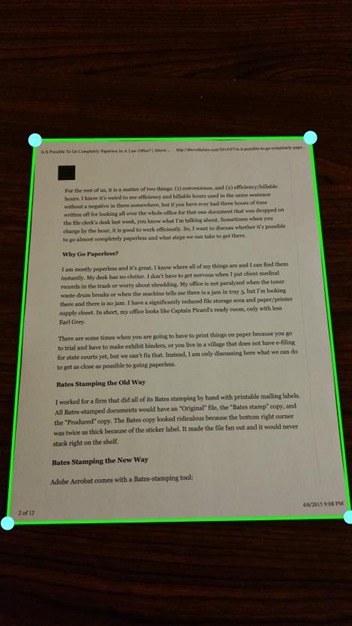 Is It Possible To Go Completely Paperless In A Law Office? | Above...
For the rest of us, it is a matter of two things: (1) convenience, and (2) efficiency/billable
hours. I know it's weird to see efficiency and billable hours used in the same sentence
without a negative in there somewhere, but if you have ever had three boxes of time
written off for looking all over the whole office for that one document that you dropped on
the file clerk's desk last week, you know what I'm talking about. Sometimes when you
charge by the hour, it is good to work efficiently. So, I want to discuss whether it's possible
to go almost completely paperless and what steps we can take to get there.
Why Go Paperless?
I am mostly paperless and it's great. I know where all of my things are and I can find them
instantly. My desk has no clutter. I don't have to get nervous when I put client medical
records in the trash or worry about shredding. My office is not paralyzed when the toner
waste drum breaks or when the machine tells me there is a jam in tray 3, but I'm looking
there and there is no jam. I have a significantly reduced file storage area and paper/printer
supply closet. In short, my office looks like Captain Picard's ready room, only with less
Earl Grey.
There are some times when you are going to have to print things on paper because you go
to trial and have to make exhibit binders, or you live in a village that does not have e-filing
for state courts yet, but we can't fix that. Instead, I am only discussing here what we can do
to get as close as possible to going paperless.
Bates Stamping the Old Way
I worked for a firm that did all of its Bates stamping by hand with printable mailing labels.
All Bates-stamped documents would have an "Original" file, the "Bates stamp" copy, and
the "Produced" copy. The Bates copy looked ridiculous because the bottom right corner
was twice as thick because of the sticker label. It made the file fan out and it would never
stack right on the shelf.
Bates Stamping the New Way
Adobe Acrobat comes with a Bates-stamping tool:
2 of 12
4/8/2015 9:08 PM